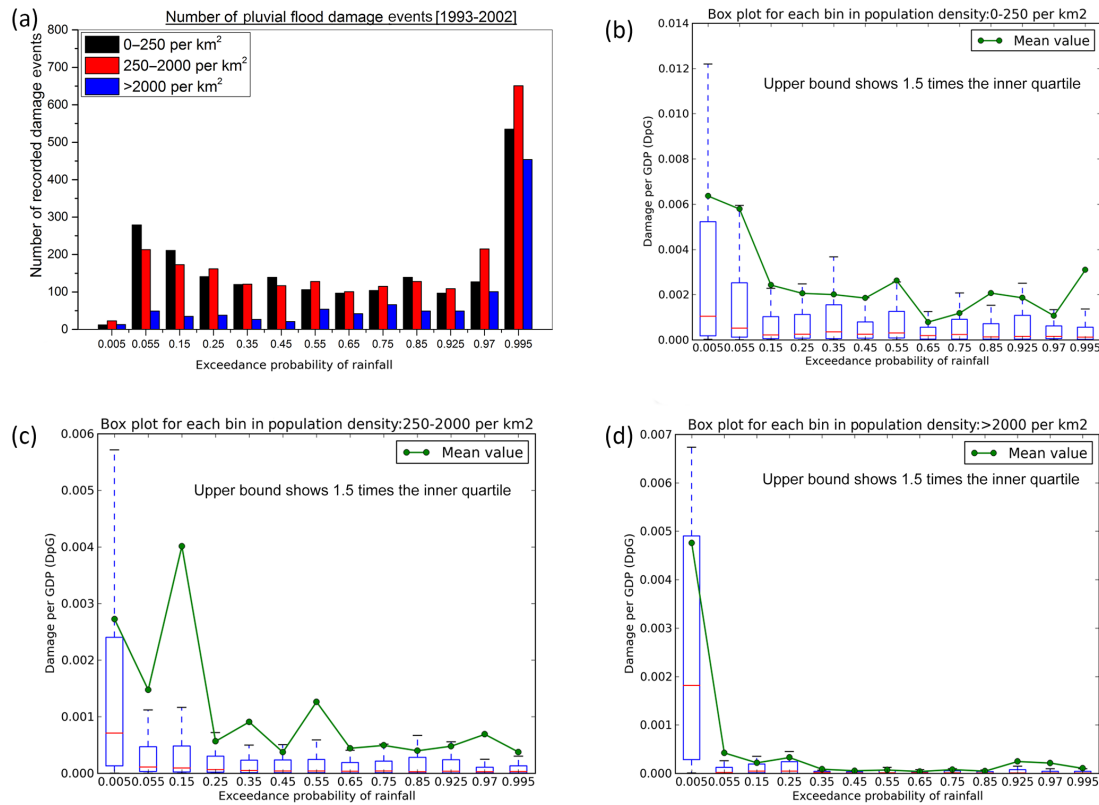 (a)
Number of pluvial flood damage events [1993-2002]
800
700
600
500
400
300
200
100
0
Number of recorded damage events
0–250 per km²
250–2000 per km²
>2000 per km²
0.005 0.055 0.15 0.25 0.35 0.45 0.55 0.65 0.75 0.85 0.925 0.97 0.995
Exceedance probability of rainfall
(b)
Box plot for each bin in population density:0-250 per km2
Mean value
Upper bound shows 1.5 times the inner quartile
0.014
0.012
0.010
0.008
0.006
0.004
0.002
0.000
Damage per GDP (DpG)
0.005 0.055 0.15 0.25 0.35 0.45 0.55 0.65 0.75 0.85 0.925 0.97 0.995
Exceedance probability of rainfall
(c)
Box plot for each bin in population density:250-2000 per km2
Mean value
Upper bound shows 1.5 times the inner quartile
0.006
0.005
0.004
0.003
0.002
0.001
0.000
Damage per GDP (DpG)
0.005 0.055 0.15 0.25 0.35 0.45 0.55 0.65 0.75 0.85 0.925 0.97 0.995
Exceedance probability of rainfall
(d)
Box plot for each bin in population density:>2000 per km2
Mean value
Upper bound shows 1.5 times the inner quartile
0.007
0.006
0.005
0.004
0.003
0.002
0.001
0.000
Damage per GDP (DpG)
0.005 0.055 0.15 0.25 0.35 0.45 0.55 0.65 0.75 0.85 0.925 0.97 0.995
Exceedance probability of rainfall